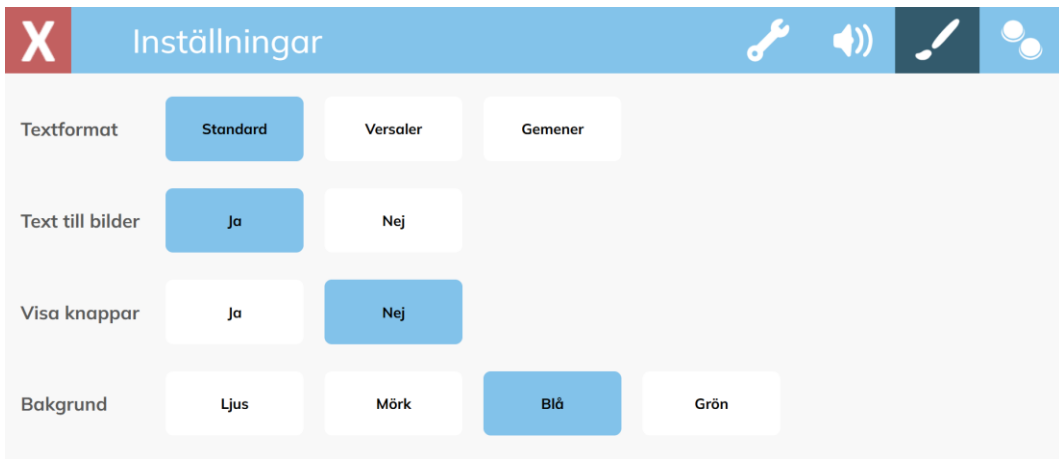 X Inställningar
Textformat Standard Versaler Gemener
Text till bilder Ja Nej
Visa knappar Ja Nej
Bakgrund Ljus Mörk Blå Grön